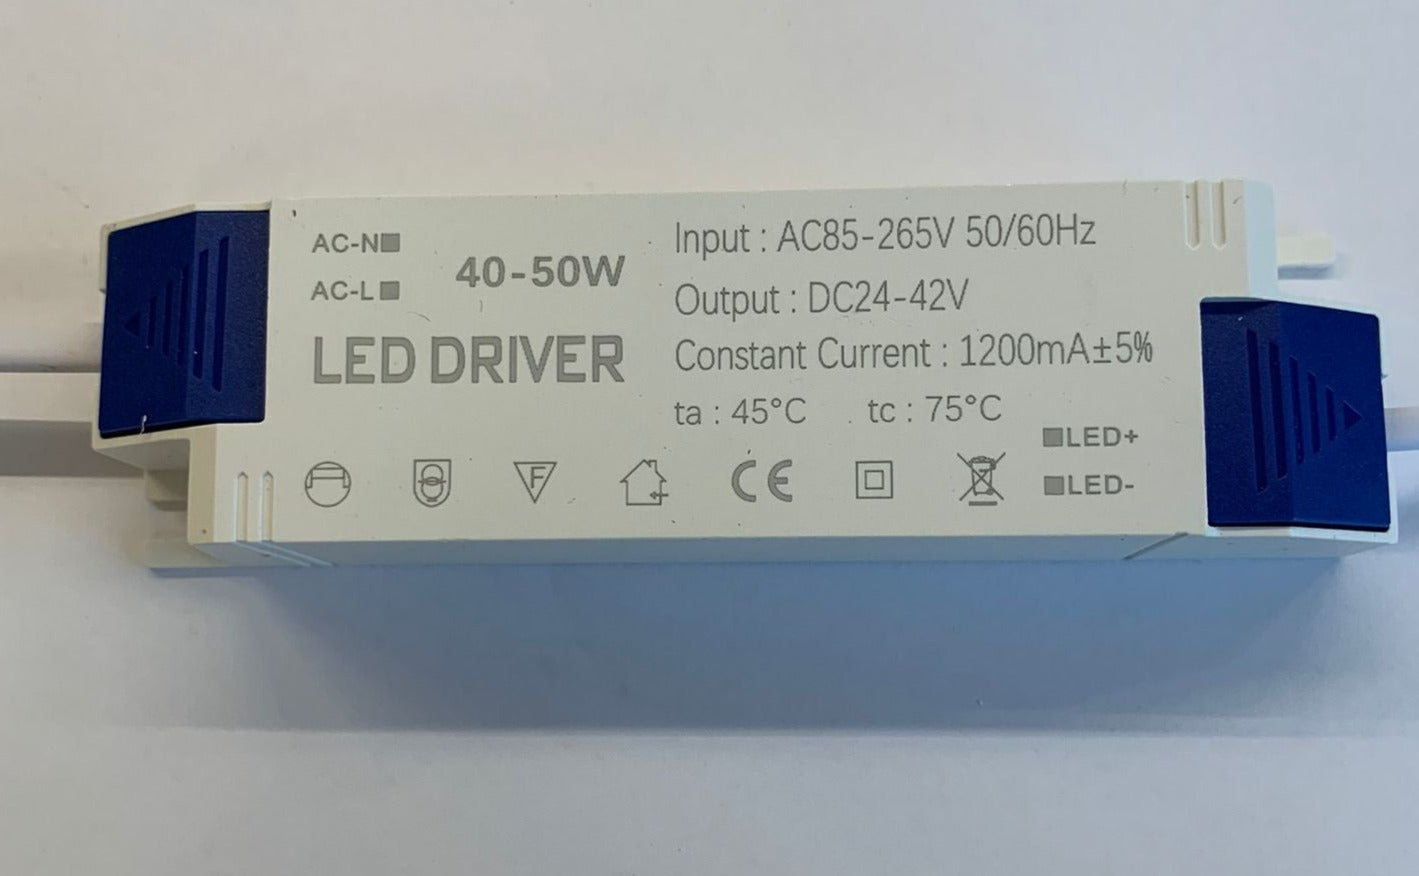 AC-N
AC-L
40-50W
LED DRIVER
Input : AC85-265V 50/60Hz
Output : DC24-42V
Constant Current : 1200mA±5%
ta : 45°C tc : 75°C
F
CE
LED+
LED-